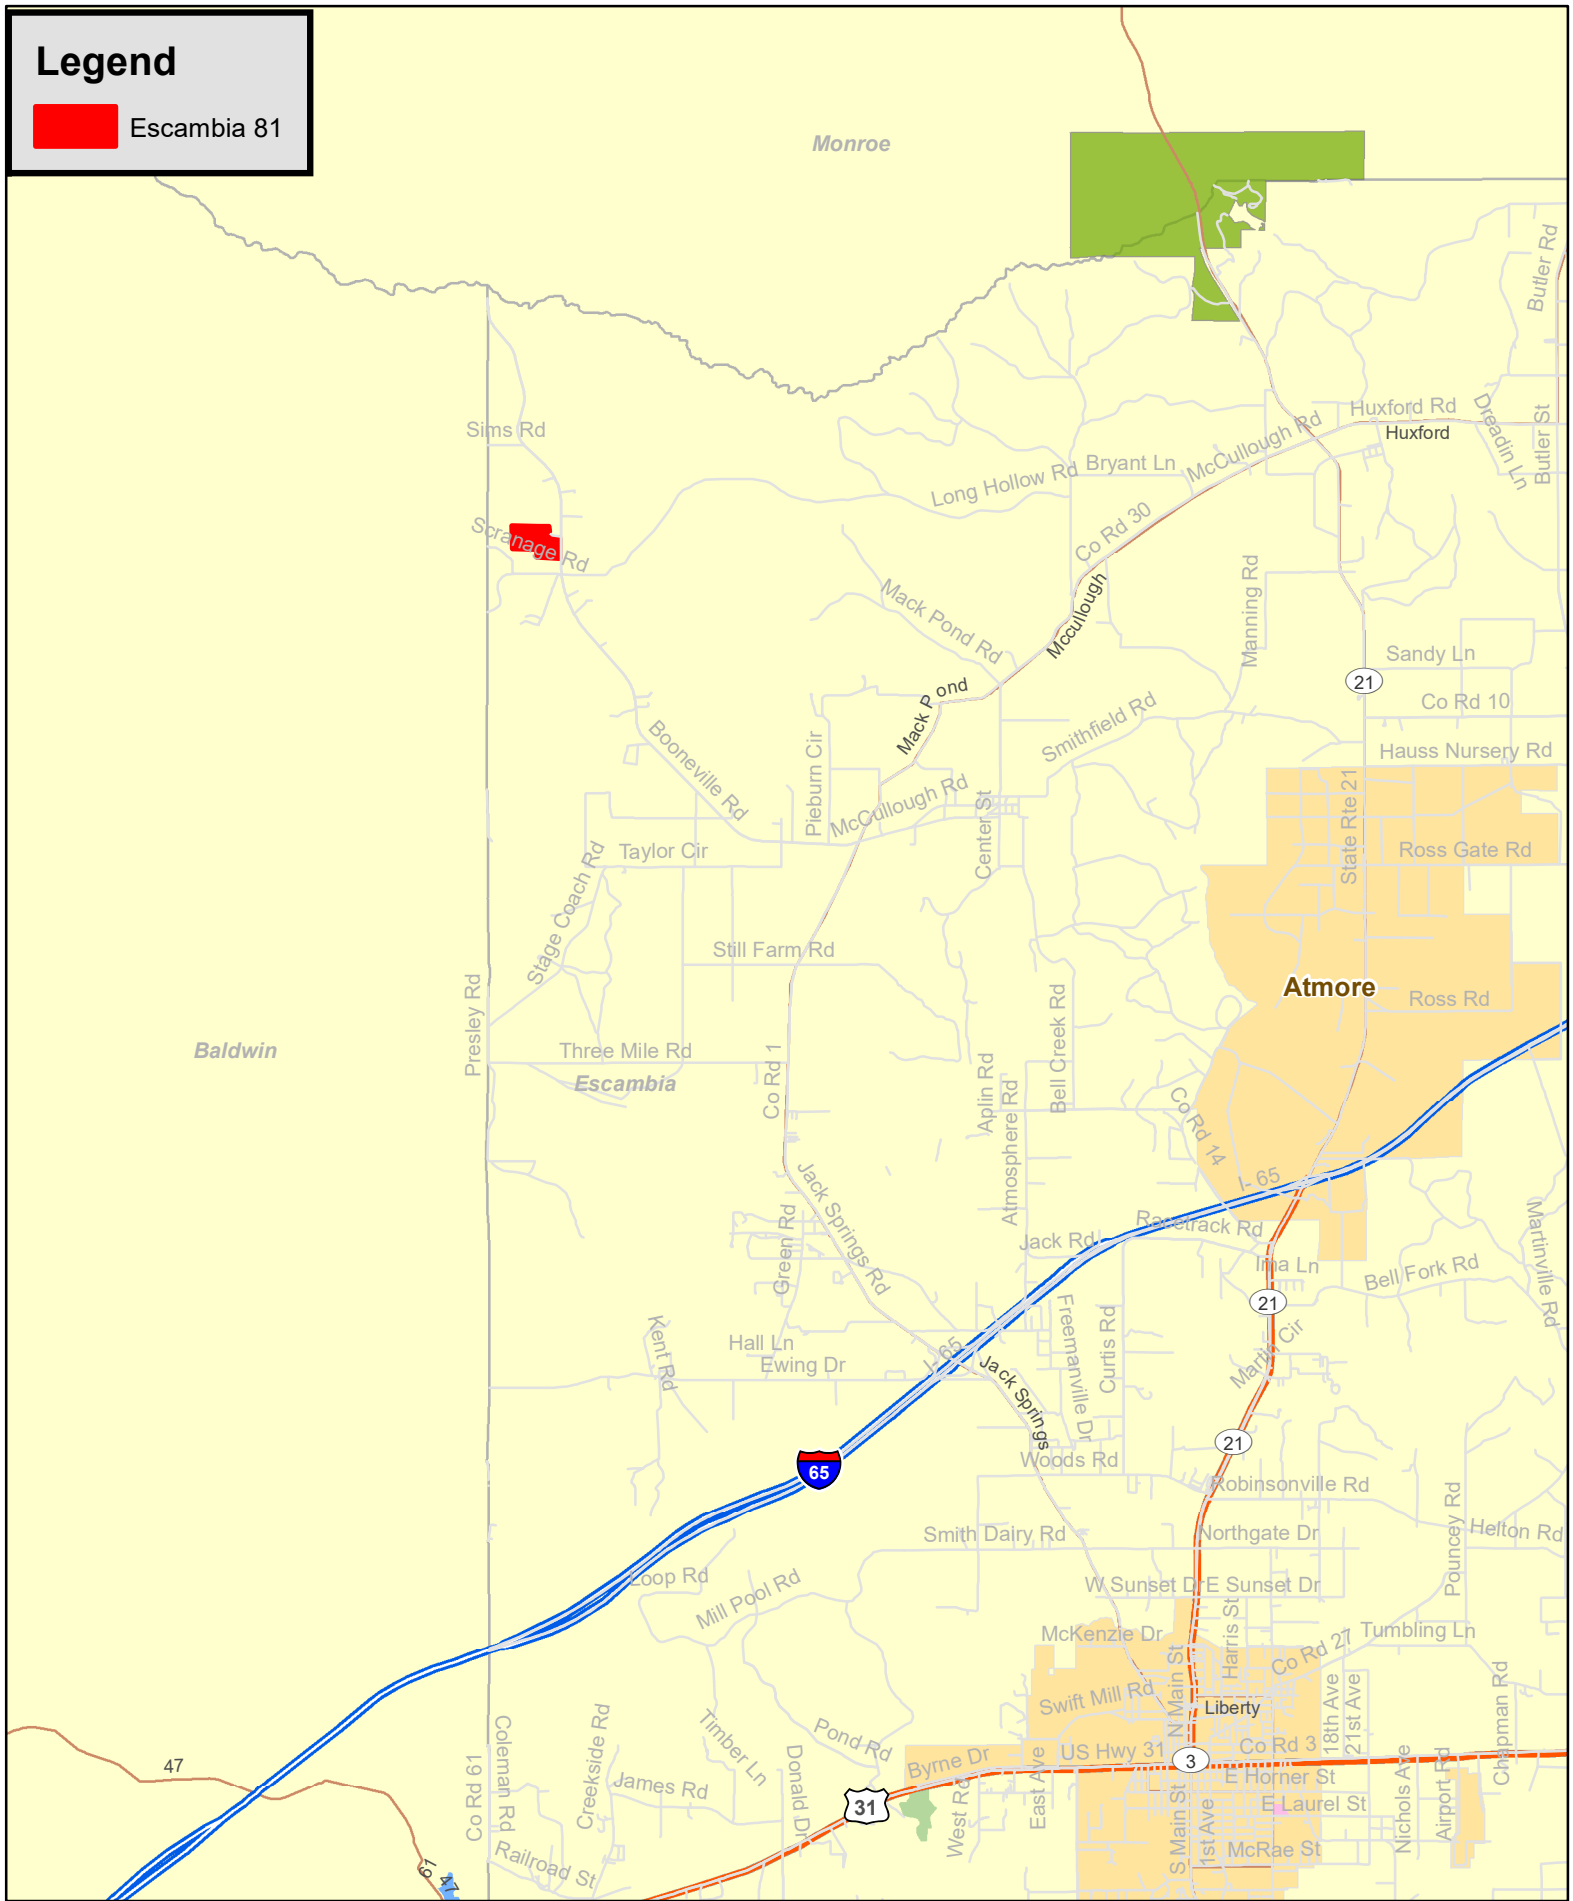 Legend
Escambia 81
Monroe
Butler Rd
Sims Rd
Huxford Rd
Huxford
Dreadin Ln
Butler St
McCullough Rd
Bryant Ln
Long Hollow Rd
Scranage Rd
Co Rd 30
Mccullough
Manning Rd
Mack Pond Rd
Sandy Ln
21
Co Rd 10
Mack Pond
Smithfield Rd
Hauss Nursery Rd
Booneville Rd
Pieburn Cir
McCullough Rd
Center St
State Rte 21
Taylor Cir
Ross Gate Rd
Stage Coach Rd
Still Farm Rd
Atmore
Ross Rd
Presley Rd
Bell Creek Rd
Baldwin
Three Mile Rd
Escambia
Co Rd 1
Aplin Rd
Atmosphere Rd
Co Rd 14
I- 65
Jack Springs Rd
Green Rd
Racetrack Rd
Jack Rd
Ima Ln
Bell Fork Rd
Martinville Rd
21
Freemanville Dr
Curtis Rd
Martin Cir
Kent Rd
Hall Ln
Ewing Dr
I- 65
Jack Springs
21
65
Woods Rd
Robinsonville Rd
Pouncey Rd
Helton Rd
Smith Dairy Rd
Northgate Dr
Loop Rd
Mill Pool Rd
W Sunset Dr
E Sunset Dr
McKenzie Dr
Harris St
Co Rd 27
Tumbling Ln
N Main St
Swift Mill Rd
Liberty
18th Ave
21st Ave
Chapman Rd
Timber Ln
Pond Rd
Creekside Rd
Coleman Rd
Co Rd 61
47
Byrne Dr
US Hwy 31
3
Co Rd 3
E Horner St
James Rd
Donald Dr
31
West Rd
East Ave
S Main St
1st Ave
E Laurel St
Nichols Ave
Airport Rd
McRae St
Railroad St
61
47